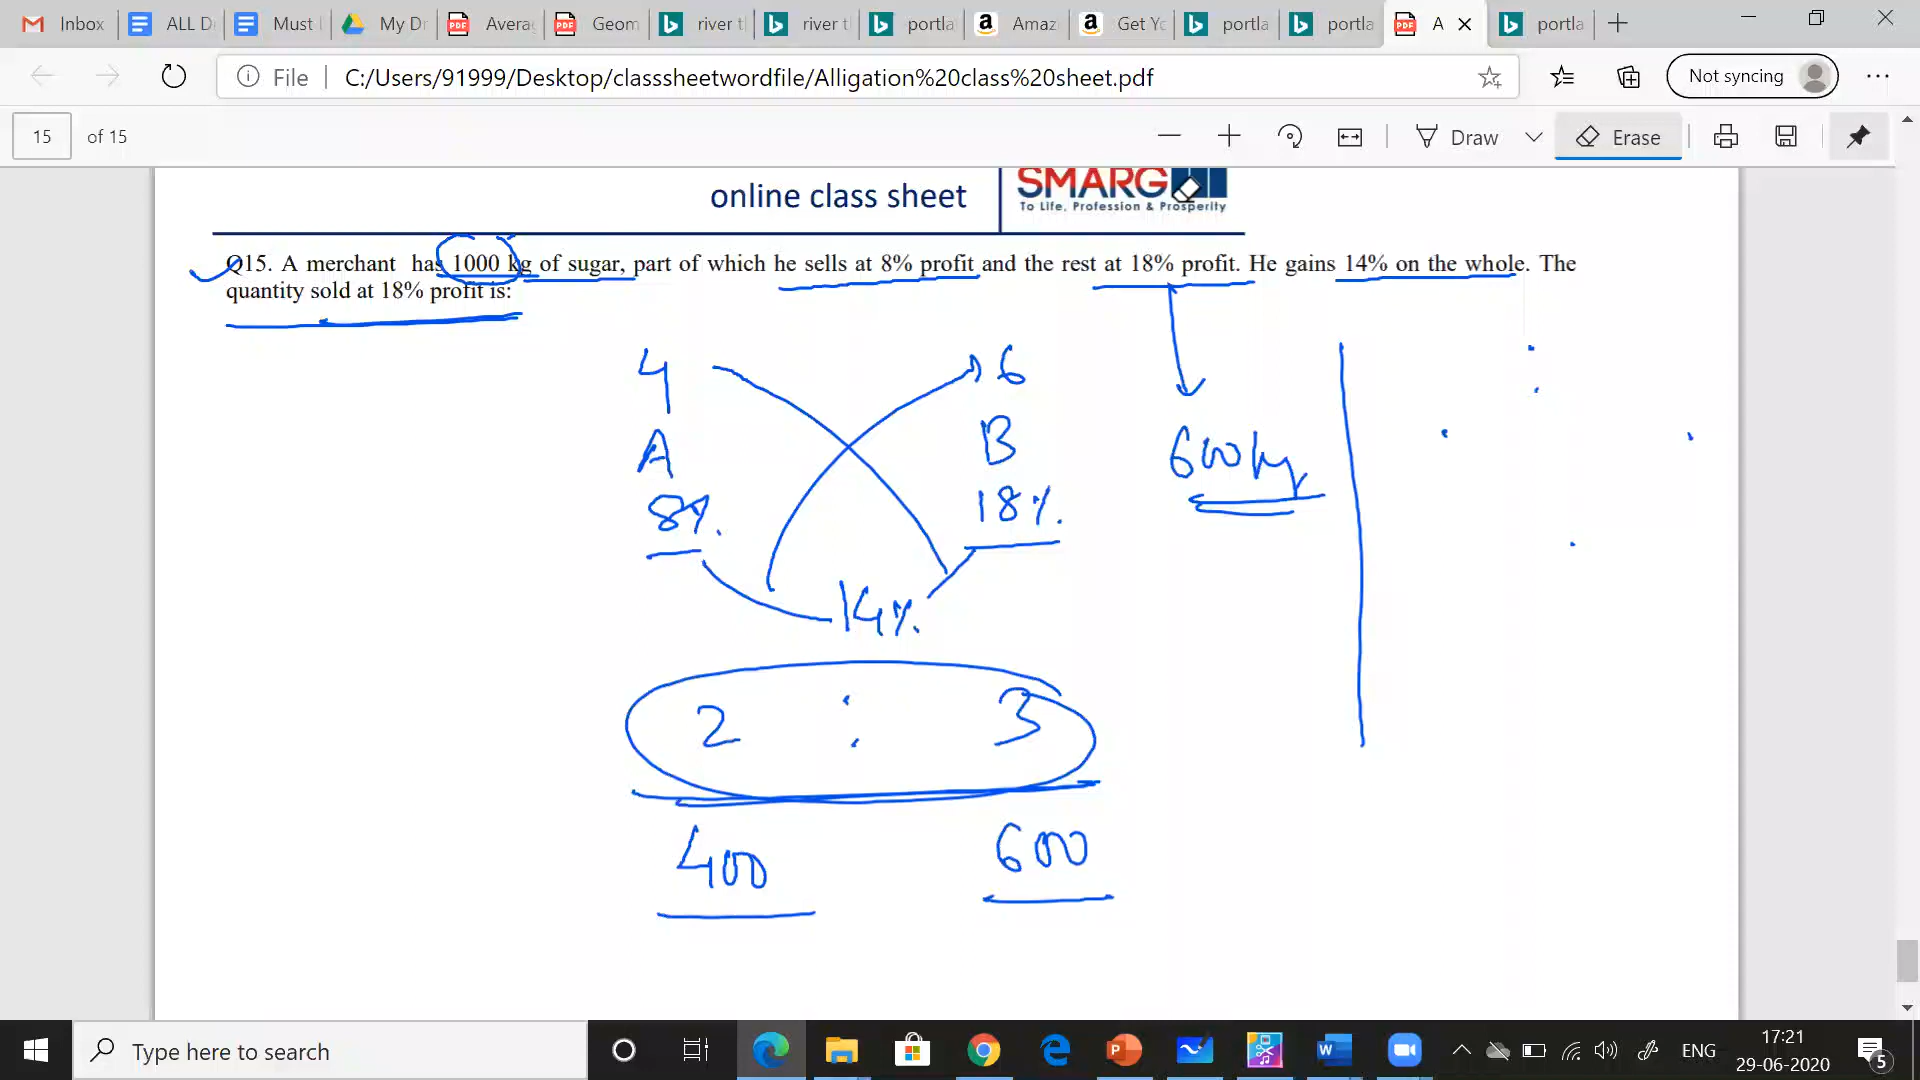 Inbox ALL D Must My Dr Avera Geom river t river t portla Amaz Get Yo portla portla A portla
File C:/Users/91999/Desktop/classsheetwordfile/Alligation%20class%20sheet.pdf Not syncing
15 of 15 Draw Erase
online class sheet SMARG
To Life, Profession & Prosperity
Q15. A merchant has 1000 kg of sugar, part of which he sells at 8% profit and the rest at 18% profit. He gains 14% on the whole. The
quantity sold at 18% profit is:
4 6
A B 600 kg
8% 18%
14%
2 : 3
400 600
Type here to search ENG 17:21
29-06-2020 5